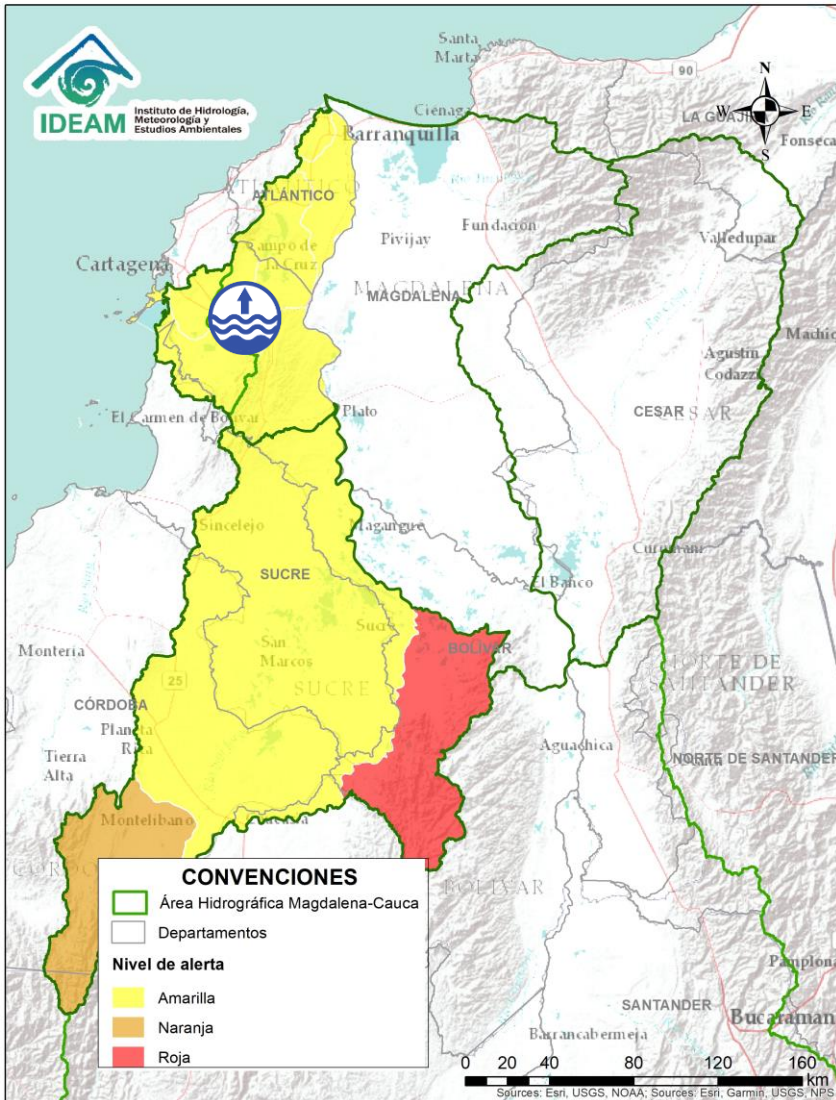 IDEAM
Instituto de Hidrología,
Meteorología y
Estudios Ambientales
Santa
Marta
90
N
E
S
Ciénaga
LA GUAJI
Barranquilla
Fonseca
ATLÁNTICO
Pivijay
Fundación
Valledupar
Campo de
la Cruz
Cartagena
MAGDALENA
MAGDALENA
Agustín
Codazzi
El Carmen de Bolívar
Plato
CESAR
CESAR
Sincelejo
Magangue
Curumaní
SUCRE
El Banco
Sucre
San
Marcos
BOLÍVAR
Montería
SUCRE
NORTE DE
SANTANDER
25
CÓRDOBA
Planeta
Rica
Aguachica
Tierra
Alta
NORTE DE SANTANDER
Montelíbano
BOLÍVAR
CONVENCIONES
Área Hidrográfica Magdalena-Cauca
Departamentos
Nivel de alerta
Amarilla
Naranja
Roja
Pamplona
SANTANDER
Bucaraman
Barrancabermeja
0 20 40 80 120 160
km
Sources: Esri, USGS, NOAA; Sources: Esri, Garmin, USGS, NPS